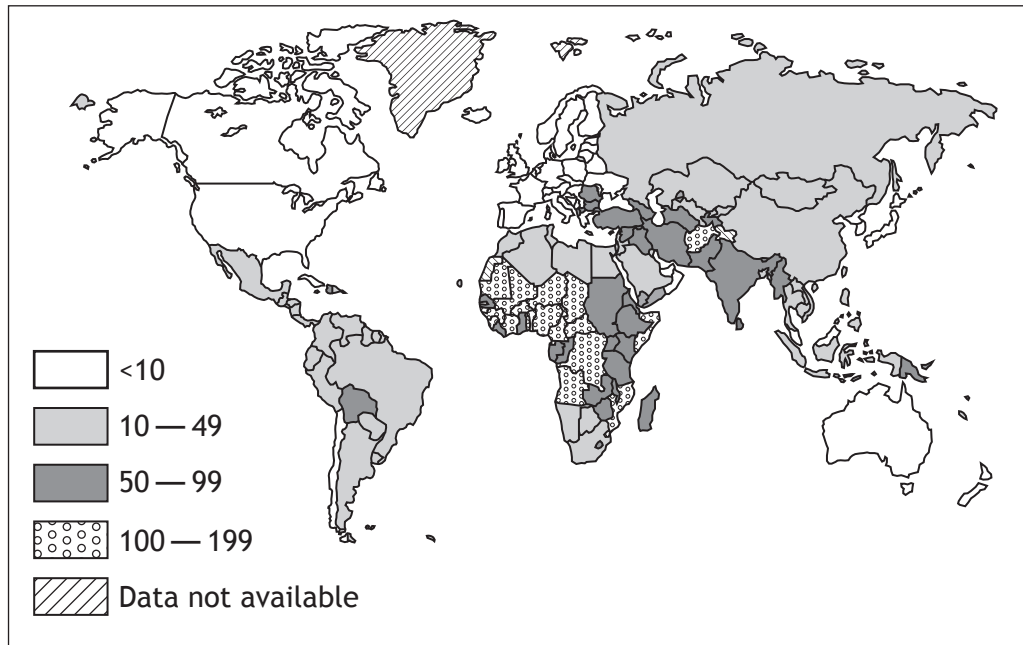 <10
10 — 49
50 — 99
100 — 199
Data not available